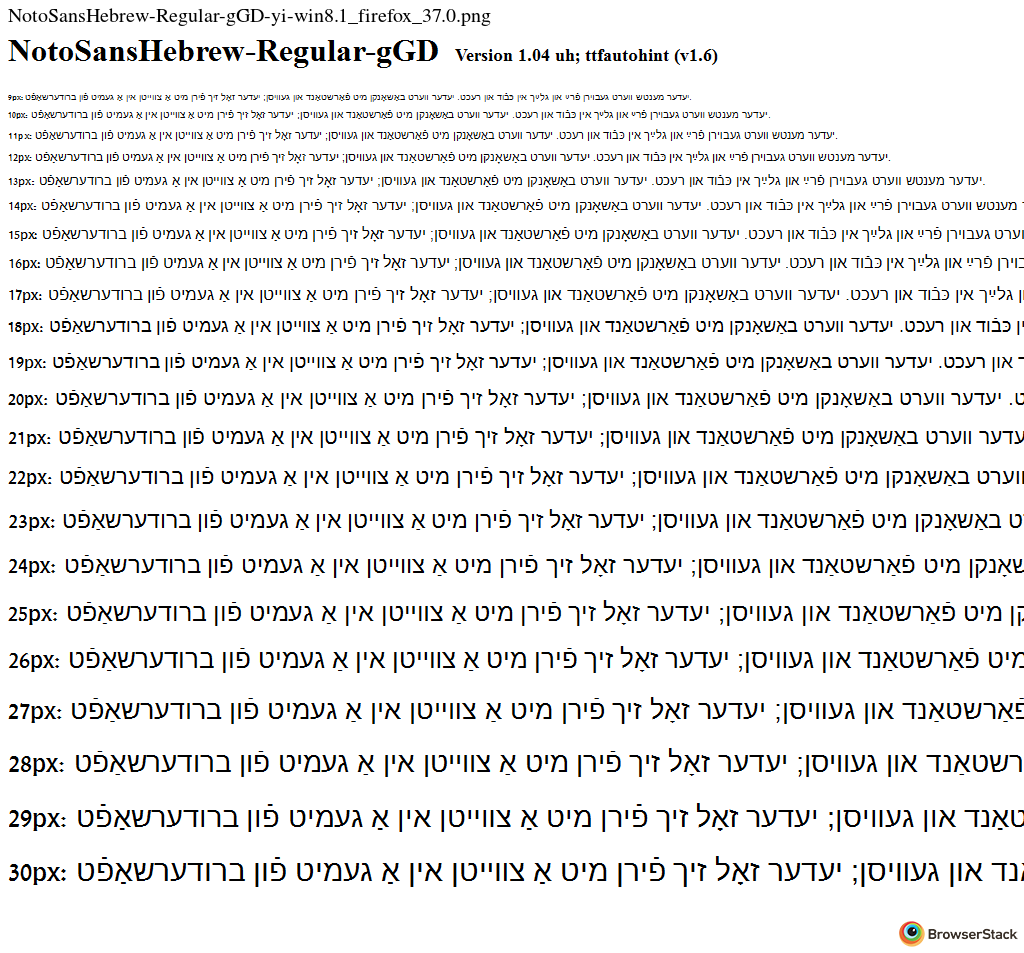 NotoSansHebrew-Regular-gGD-yi-win8.1_firefox_37.0.png
NotoSansHebrew-Regular-gGD Version 1.04 uh; ttfautohint (v1.6)
9px: יעדער מענטש ווערט געבוירן פֿרײַ און גלײַך אין כּבֿוד און רעכט. יעדער ווערט באַשאָנקן מיט פֿאַרשטאַנד און געוויסן; יעדער זאָל זיך פֿירן מיט אַ צווייטן אין אַ געמיט פֿון ברודערשאַפֿט.
10px: יעדער מענטש ווערט געבוירן פֿרײַ און גלײַך אין כּבֿוד און רעכט. יעדער ווערט באַשאָנקן מיט פֿאַרשטאַנד און געוויסן; יעדער זאָל זיך פֿירן מיט אַ צווייטן אין אַ געמיט פֿון ברודערשאַפֿט.
11px: יעדער מענטש ווערט געבוירן פֿרײַ און גלײַך אין כּבֿוד און רעכט. יעדער ווערט באַשאָנקן מיט פֿאַרשטאַנד און געוויסן; יעדער זאָל זיך פֿירן מיט אַ צווייטן אין אַ געמיט פֿון ברודערשאַפֿט.
12px: יעדער מענטש ווערט געבוירן פֿרײַ און גלײַך אין כּבֿוד און רעכט. יעדער ווערט באַשאָנקן מיט פֿאַרשטאַנד און געוויסן; יעדער זאָל זיך פֿירן מיט אַ צווייטן אין אַ געמיט פֿון ברודערשאַפֿט.
13px: יעדער מענטש ווערט געבוירן פֿרײַ און גלײַך אין כּבֿוד און רעכט. יעדער ווערט באַשאָנקן מיט פֿאַרשטאַנד און געוויסן; יעדער זאָל זיך פֿירן מיט אַ צווייטן אין אַ געמיט פֿון ברודערשאַפֿט.
14px: מענטש ווערט געבוירן פֿרײַ און גלײַך אין כּבֿוד און רעכט. יעדער ווערט באַשאָנקן מיט פֿאַרשטאַנד און געוויסן; יעדער זאָל זיך פֿירן מיט אַ צווייטן אין אַ געמיט פֿון ברודערשאַפֿט
15px: געבוירן פֿרײַ און גלײַך אין כּבֿוד און רעכט. יעדער ווערט באַשאָנקן מיט פֿאַרשטאַנד און געוויסן; יעדער זאָל זיך פֿירן מיט אַ צווייטן אין אַ געמיט פֿון ברודערשאַפֿט
16px: פֿרײַ און גלײַך אין כּבֿוד און רעכט. יעדער ווערט באַשאָנקן מיט פֿאַרשטאַנד און געוויסן; יעדער זאָל זיך פֿירן מיט אַ צווייטן אין אַ געמיט פֿון ברודערשאַפֿט
17px: גלײַך אין כּבֿוד און רעכט. יעדער ווערט באַשאָנקן מיט פֿאַרשטאַנד און געוויסן; יעדער זאָל זיך פֿירן מיט אַ צווייטן אין אַ געמיט פֿון ברודערשאַפֿט
18px: כּבֿוד און רעכט. יעדער ווערט באַשאָנקן מיט פֿאַרשטאַנד און געוויסן; יעדער זאָל זיך פֿירן מיט אַ צווייטן אין אַ געמיט פֿון ברודערשאַפֿט
19px: און רעכט. יעדער ווערט באַשאָנקן מיט פֿאַרשטאַנד און געוויסן; יעדער זאָל זיך פֿירן מיט אַ צווייטן אין אַ געמיט פֿון ברודערשאַפֿט
20px: ט. יעדער ווערט באַשאָנקן מיט פֿאַרשטאַנד און געוויסן; יעדער זאָל זיך פֿירן מיט אַ צווייטן אין אַ געמיט פֿון ברודערשאַפֿט
21px: עדער ווערט באַשאָנקן מיט פֿאַרשטאַנד און געוויסן; יעדער זאָל זיך פֿירן מיט אַ צווייטן אין אַ געמיט פֿון ברודערשאַפֿט
22px: ווערט באַשאָנקן מיט פֿאַרשטאַנד און געוויסן; יעדער זאָל זיך פֿירן מיט אַ צווייטן אין אַ געמיט פֿון ברודערשאַפֿט
23px: ט באַשאָנקן מיט פֿאַרשטאַנד און געוויסן; יעדער זאָל זיך פֿירן מיט אַ צווייטן אין אַ געמיט פֿון ברודערשאַפֿט
24px: שאָנקן מיט פֿאַרשטאַנד און געוויסן; יעדער זאָל זיך פֿירן מיט אַ צווייטן אין אַ געמיט פֿון ברודערשאַפֿט
25px: קן מיט פֿאַרשטאַנד און געוויסן; יעדער זאָל זיך פֿירן מיט אַ צווייטן אין אַ געמיט פֿון ברודערשאַפֿט
26px: מיט פֿאַרשטאַנד און געוויסן; יעדער זאָל זיך פֿירן מיט אַ צווייטן אין אַ געמיט פֿון ברודערשאַפֿט
27px: פֿאַרשטאַנד און געוויסן; יעדער זאָל זיך פֿירן מיט אַ צווייטן אין אַ געמיט פֿון ברודערשאַפֿט
28px: רשטאַנד און געוויסן; יעדער זאָל זיך פֿירן מיט אַ צווייטן אין אַ געמיט פֿון ברודערשאַפֿט
29px: טאַנד און געוויסן; יעדער זאָל זיך פֿירן מיט אַ צווייטן אין אַ געמיט פֿון ברודערשאַפֿט
30px: נד און געוויסן; יעדער זאָל זיך פֿירן מיט אַ צווייטן אין אַ געמיט פֿון ברודערשאַפֿט
BrowserStack